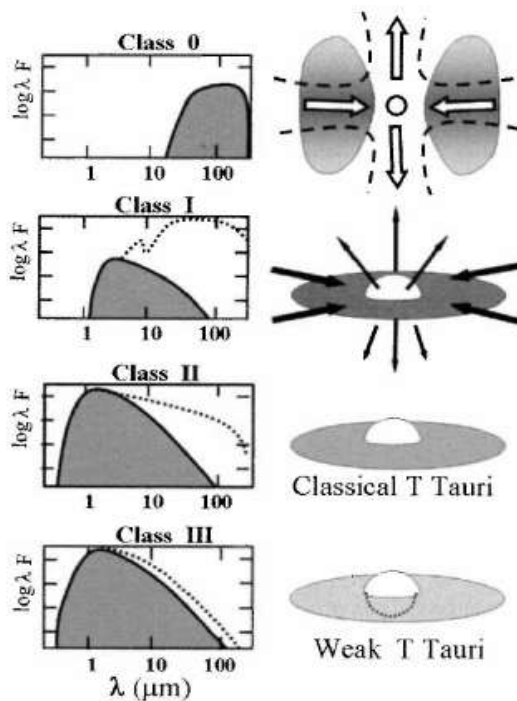 Class 0
log λ F
1 10 100
Class I
log λ F
1 10 100
Class II
log λ F
1 10 100
Classical T Tauri
Class III
log λ F
1 10 100
λ (μm)
Weak T Tauri